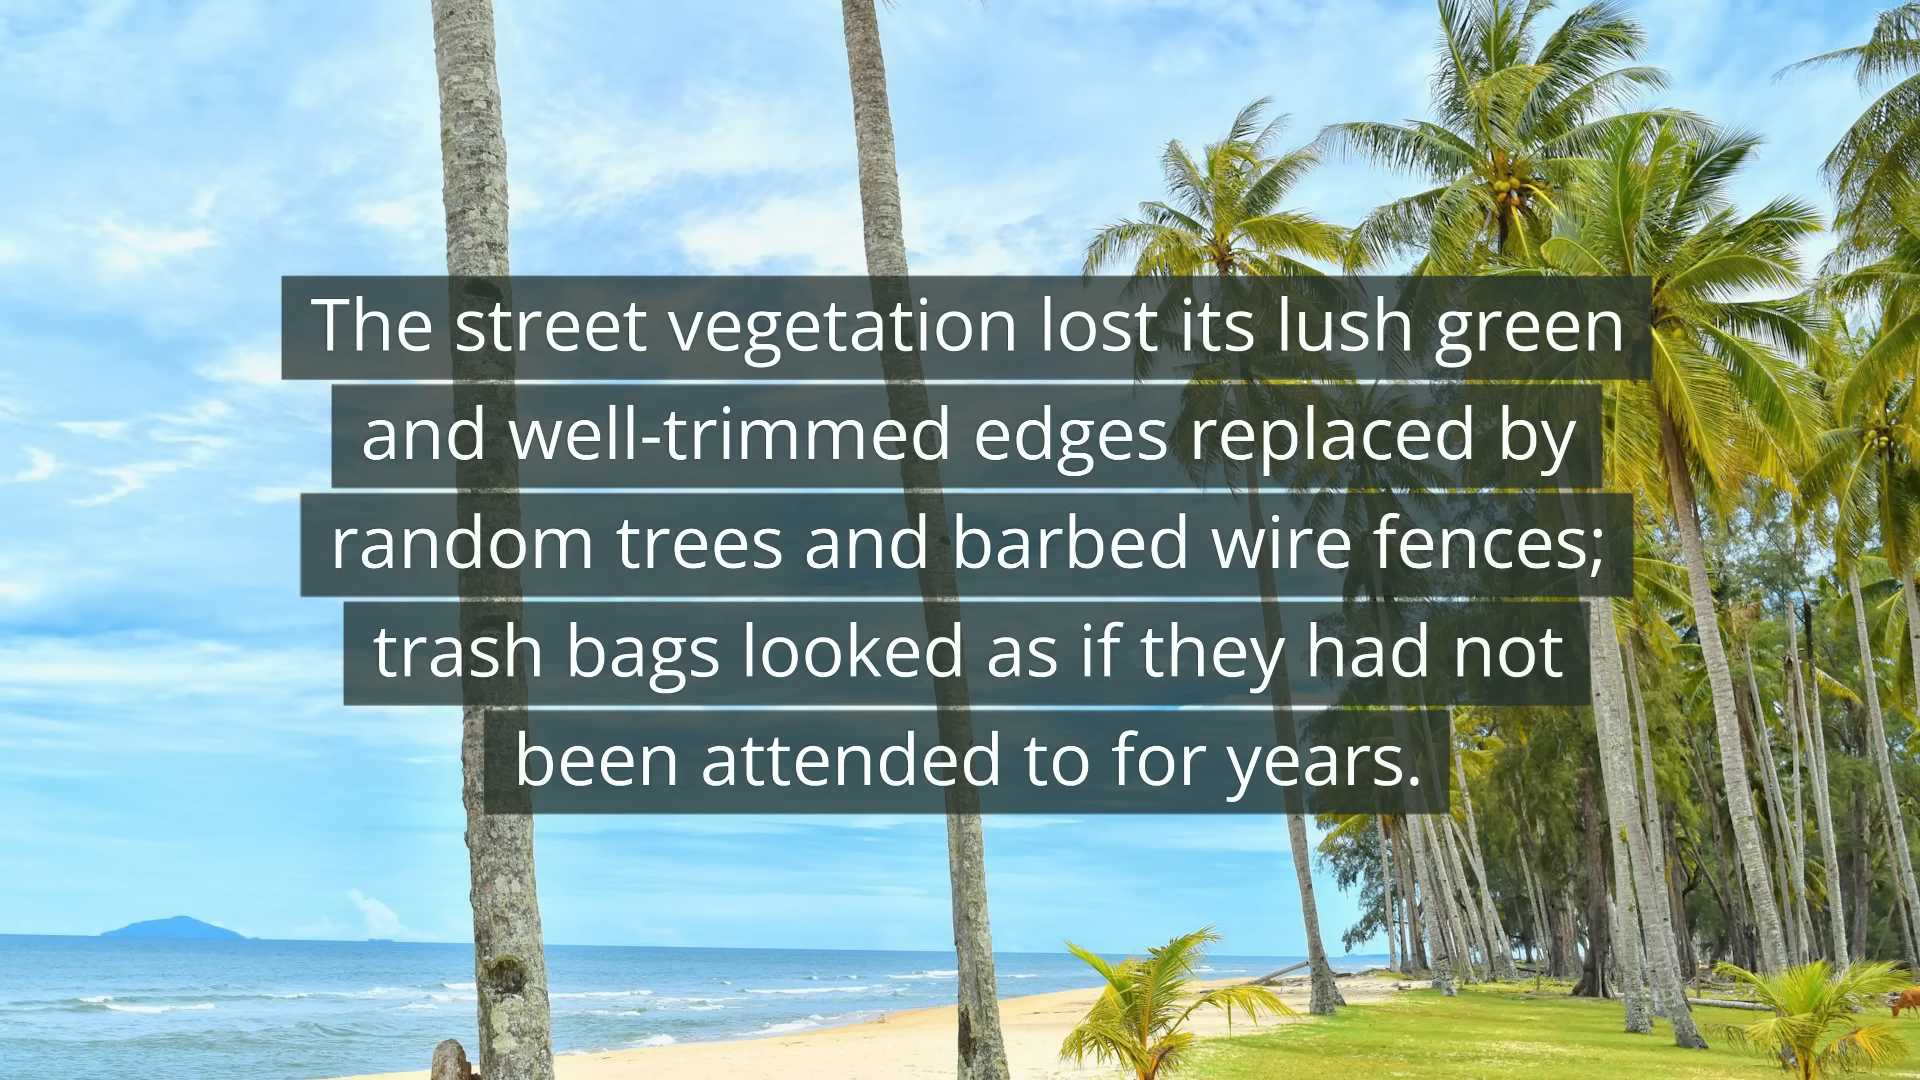 The street vegetation lost its lush green
and well-trimmed edges replaced by
random trees and barbed wire fences;
trash bags looked as if they had not
been attended to for years.